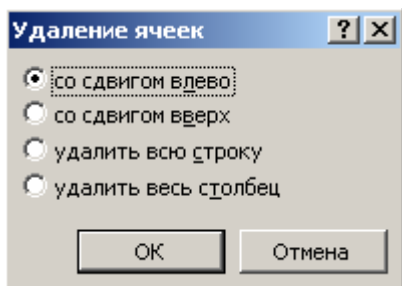 Удаление ячеек ? ×
со сдвигом влево
со сдвигом вверх
удалить всю строку
удалить весь столбец
ОК Отмена